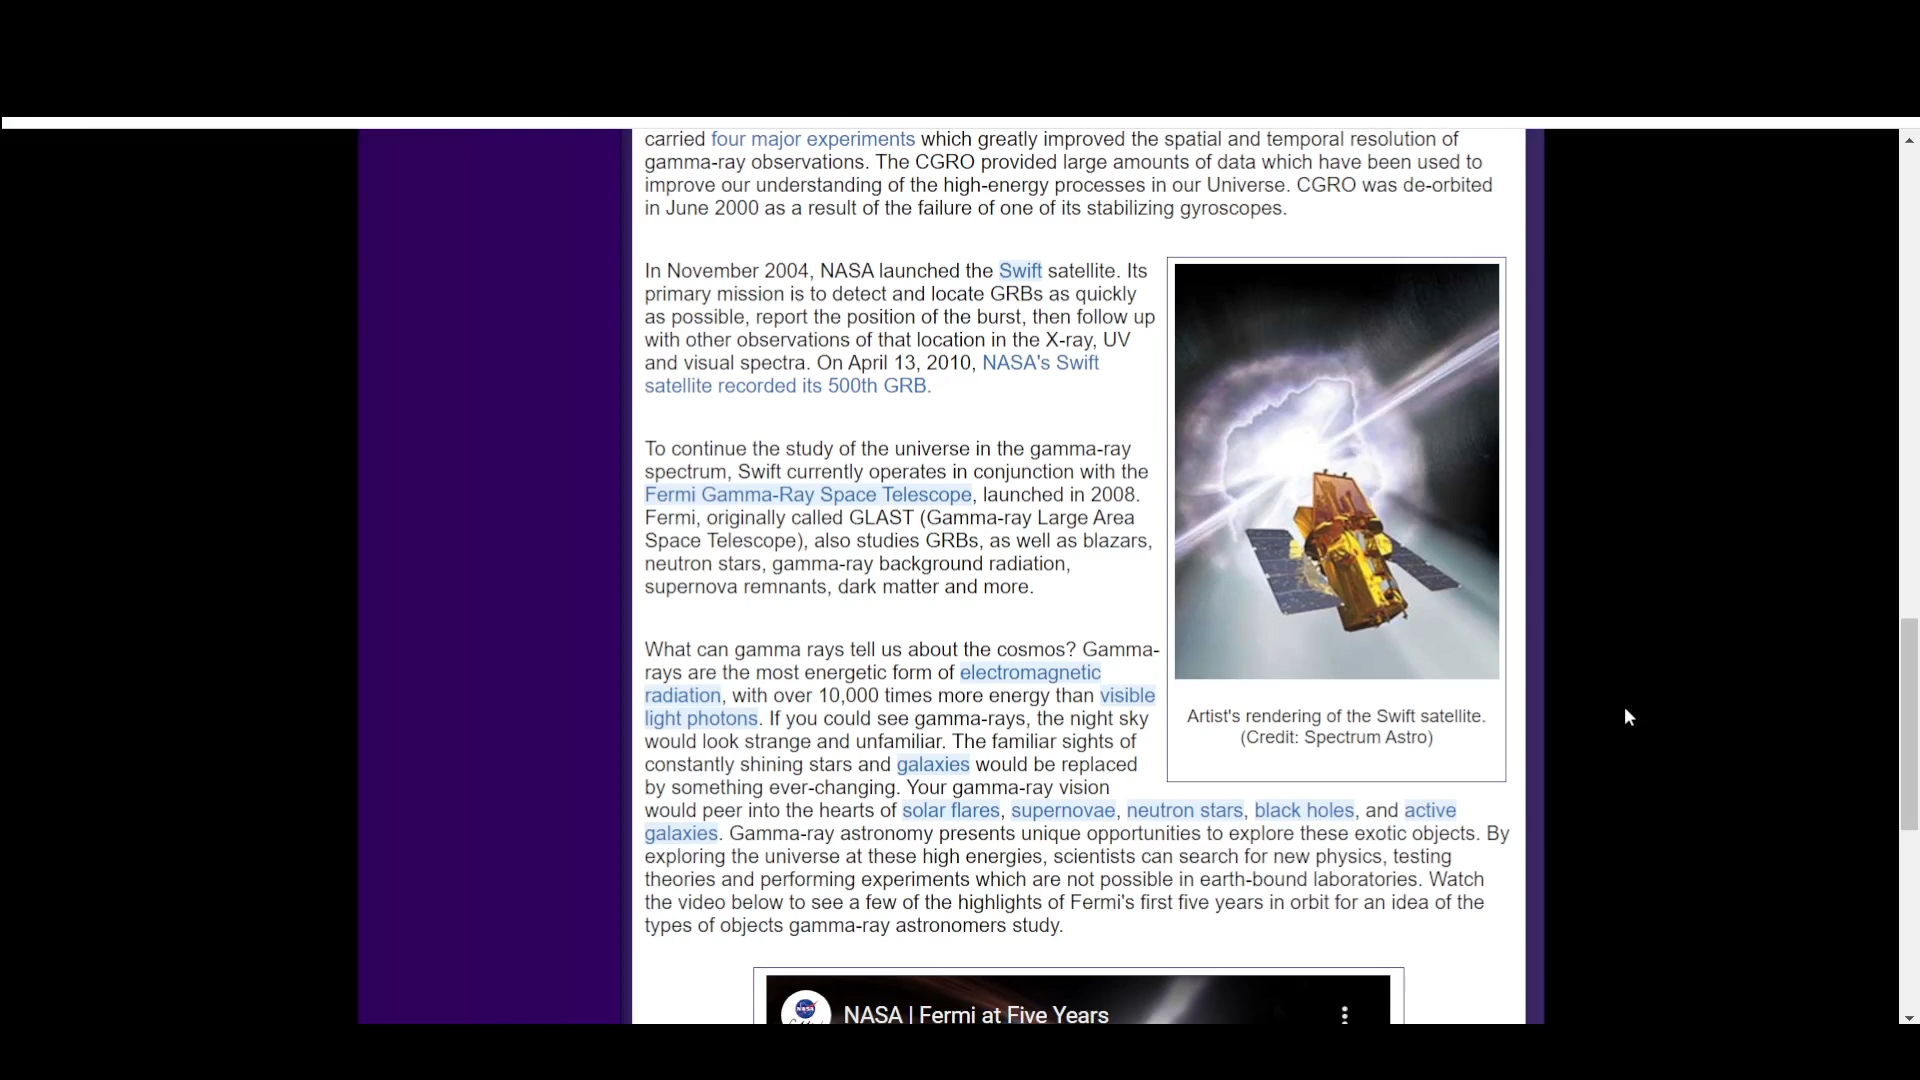 carried four major experiments which greatly improved the spatial and temporal resolution of
gamma-ray observations. The CGRO provided large amounts of data which have been used to
improve our understanding of the high-energy processes in our Universe. CGRO was de-orbited
in June 2000 as a result of the failure of one of its stabilizing gyroscopes.
In November 2004, NASA launched the Swift satellite. Its
primary mission is to detect and locate GRBs as quickly
as possible, report the position of the burst, then follow up
with other observations of that location in the X-ray, UV
and visual spectra. On April 13, 2010, NASA's Swift
satellite recorded its 500th GRB.
To continue the study of the universe in the gamma-ray
spectrum, Swift currently operates in conjunction with the
Fermi Gamma-Ray Space Telescope, launched in 2008.
Fermi, originally called GLAST (Gamma-ray Large Area
Space Telescope), also studies GRBs, as well as blazars,
neutron stars, gamma-ray background radiation,
supernova remnants, dark matter and more.
What can gamma rays tell us about the cosmos? Gamma-
rays are the most energetic form of electromagnetic
radiation, with over 10,000 times more energy than visible
light photons. If you could see gamma-rays, the night sky
would look strange and unfamiliar. The familiar sights of
constantly shining stars and galaxies would be replaced
by something ever-changing. Your gamma-ray vision
would peer into the hearts of solar flares, supernovae, neutron stars, black holes, and active
galaxies. Gamma-ray astronomy presents unique opportunities to explore these exotic objects. By
exploring the universe at these high energies, scientists can search for new physics, testing
theories and performing experiments which are not possible in earth-bound laboratories. Watch
the video below to see a few of the highlights of Fermi's first five years in orbit for an idea of the
types of objects gamma-ray astronomers study.
Artist's rendering of the Swift satellite.
(Credit: Spectrum Astro)
NASA
NASA | Fermi at Five Years